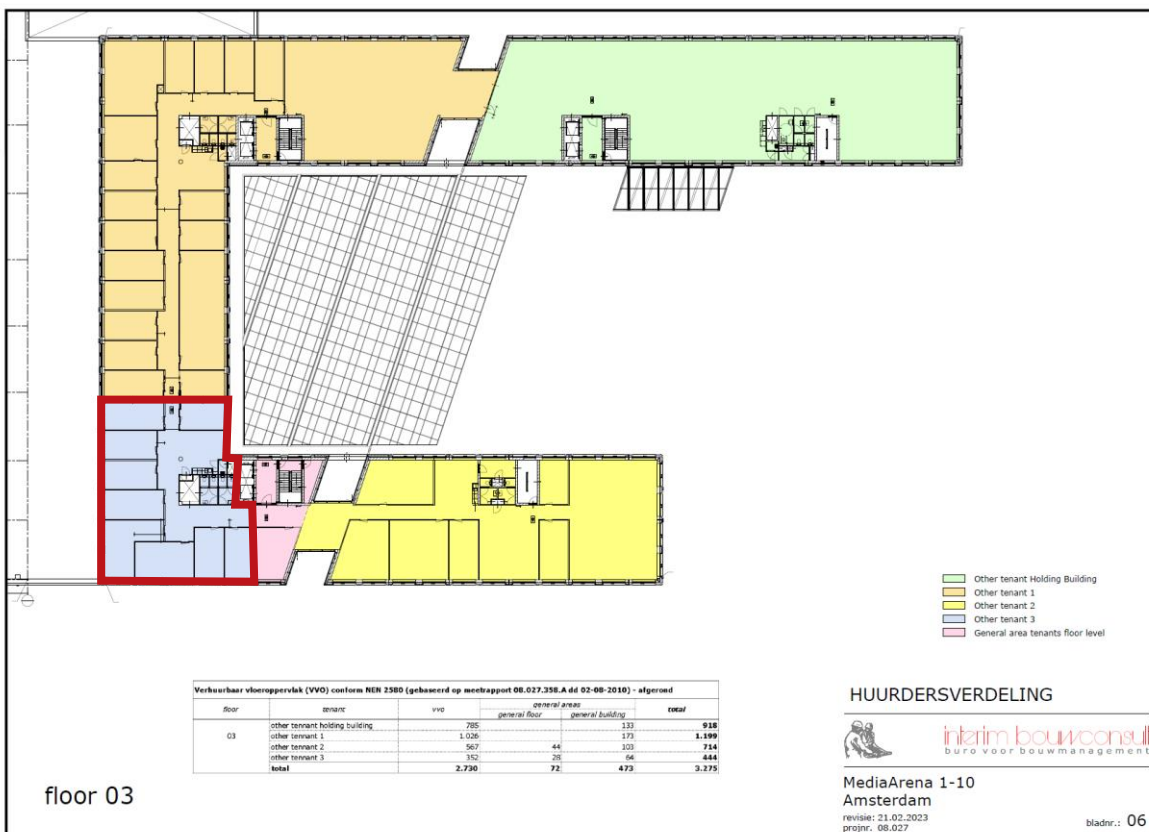 Other tenant Holding Building
Other tenant 1
Other tenant 2
Other tenant 3
General area tenants floor level
Verhuurbaar vloeroppervlak (VVO) conform NEN 2580 (gebaseerd op meetrapport 08.027.358.A dd 02-08-2010) - afgerond
floor tenant vvo general areas total
general floor general building
other tennant holding building 785 133 918
03 other tennant 1 1.026 173 1.199
other tennant 2 567 44 103 714
other tennant 3 352 28 64 444
total 2.730 72 473 3.275
floor 03
HUURDERSVERDELING
interim bouwconsult
buro voor bouwmanagement
MediaArena 1-10
Amsterdam
revisie: 21.02.2023
projnr. 08.027
bladnr.: 06